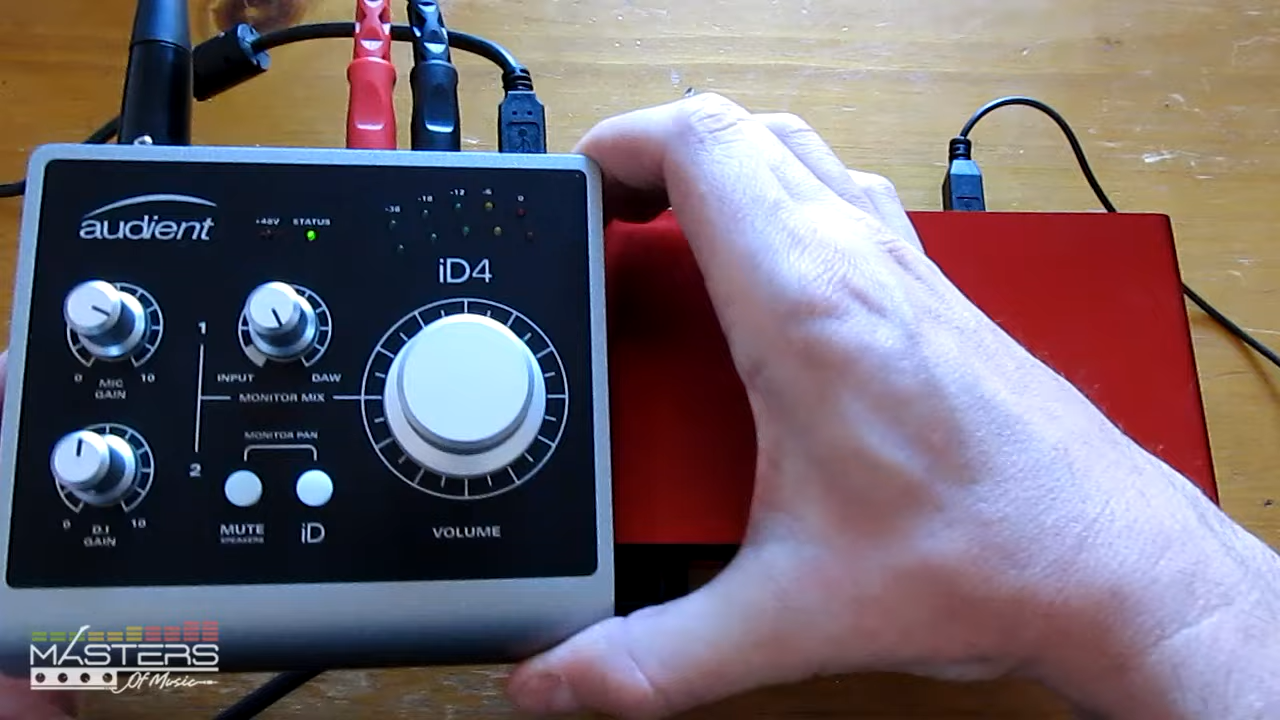 audient
+48V STATUS
-36 -18 -12 -6 0
iD4
0 10
MIC
GAIN
1
INPUT DAW
MONITOR MIX
MONITOR PAN
2
0 10
D.I
GAIN
MUTE
SPEAKERS
iD
VOLUME
MASTERS
Of Music